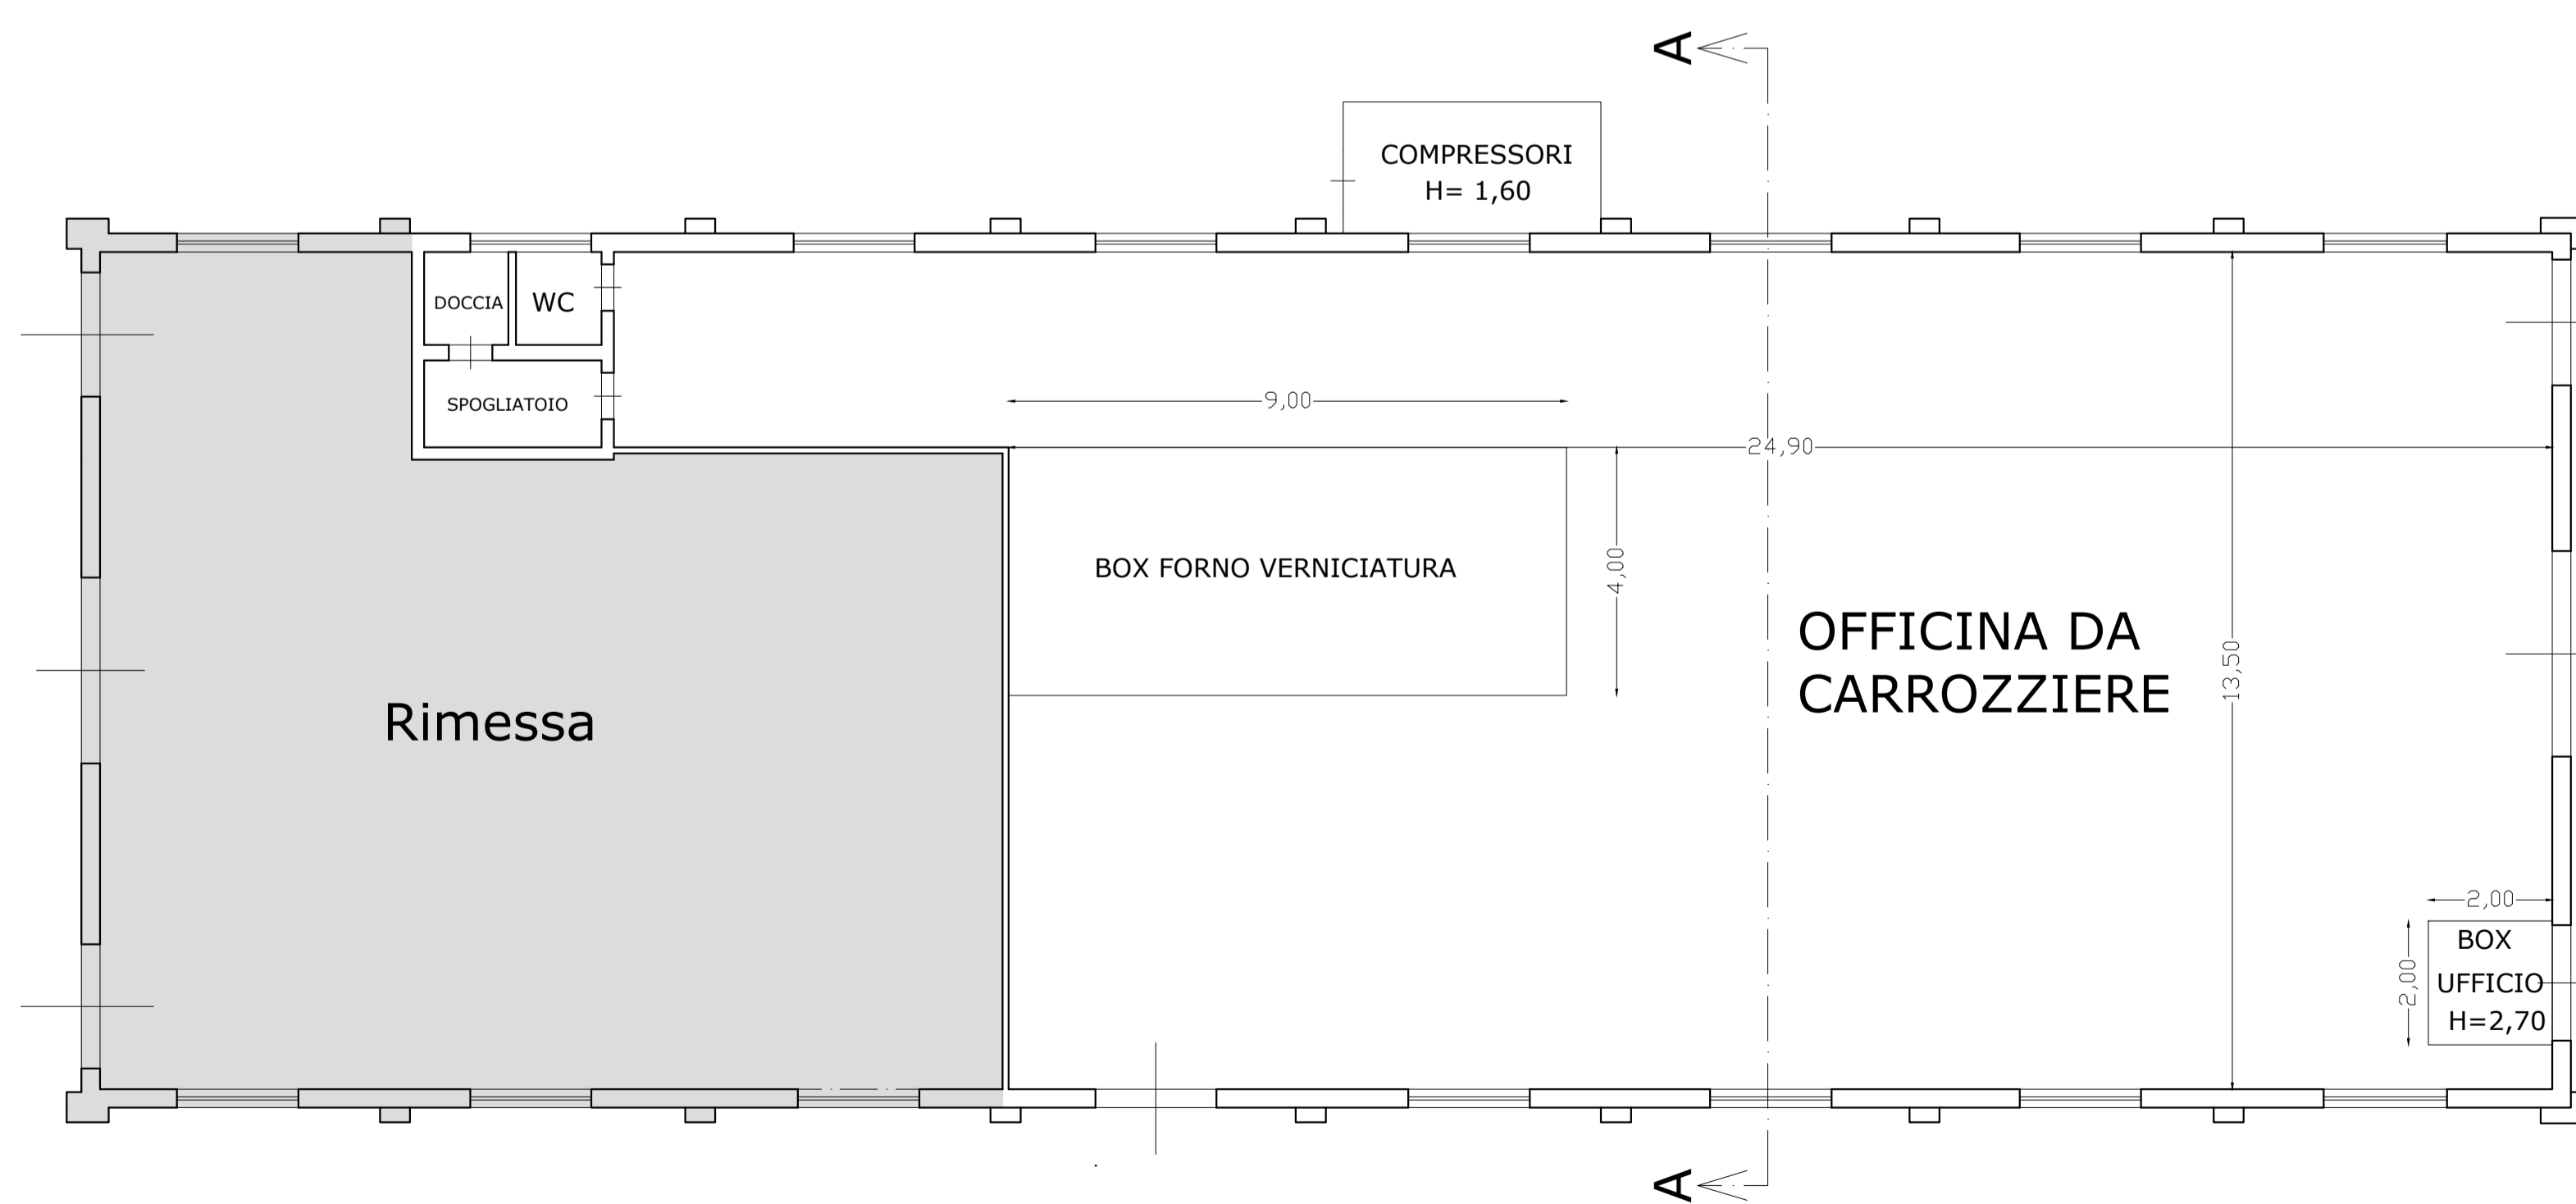 A
COMPRESSORI
H= 1,60
DOCCIA
WC
SPOGLIATOIO
9,00
24,90
BOX FORNO VERNICIATURA
4,00
OFFICINA DA
CARROZZIERE
13,50
Rimessa
2,00
2,00
BOX
UFFICIO
H=2,70
A